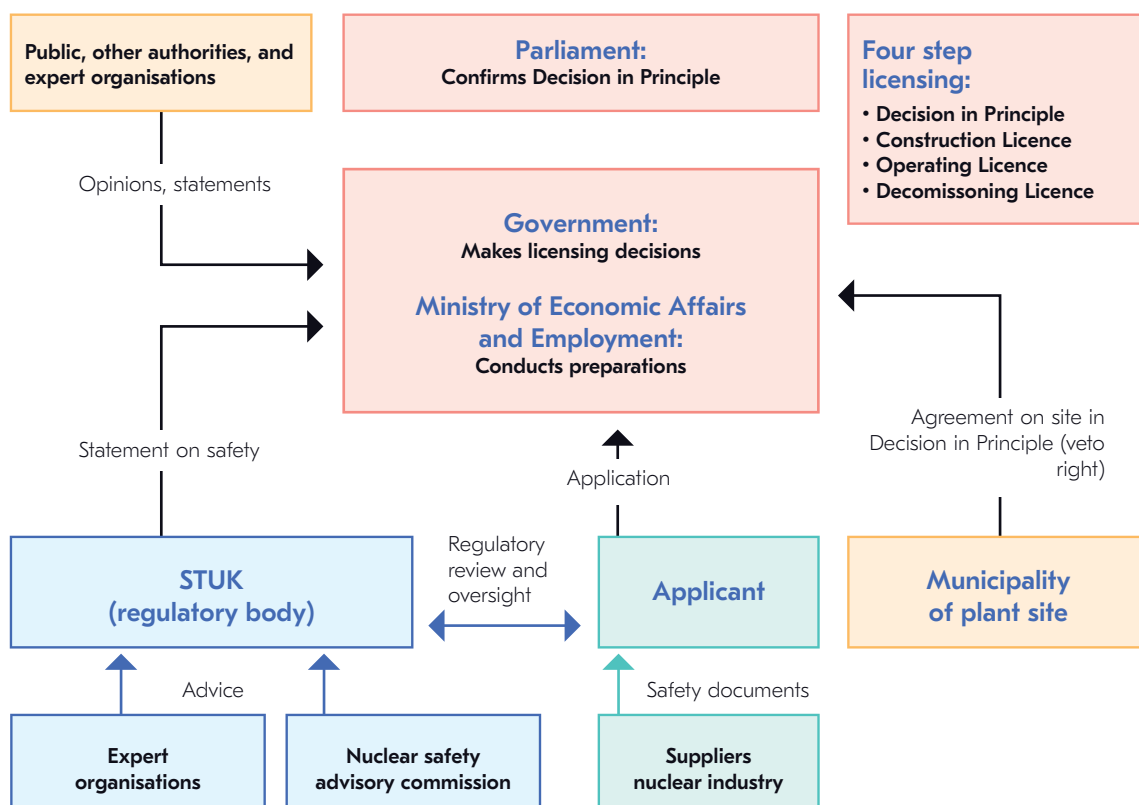 Public, other authorities, and
expert organisations
Parliament:
Confirms Decision in Principle
Four step
licensing:
• Decision in Principle
• Construction Licence
• Operating Licence
• Decomissoning Licence
Opinions, statements
Government:
Makes licensing decisions
Ministry of Economic Affairs
and Employment:
Conducts preparations
Statement on safety
Application
Agreement on site in
Decision in Principle (veto
right)
STUK
(regulatory body)
Regulatory
review and
oversight
Applicant
Municipality
of plant site
Advice
Safety documents
Expert
organisations
Nuclear safety
advisory commission
Suppliers
nuclear industry